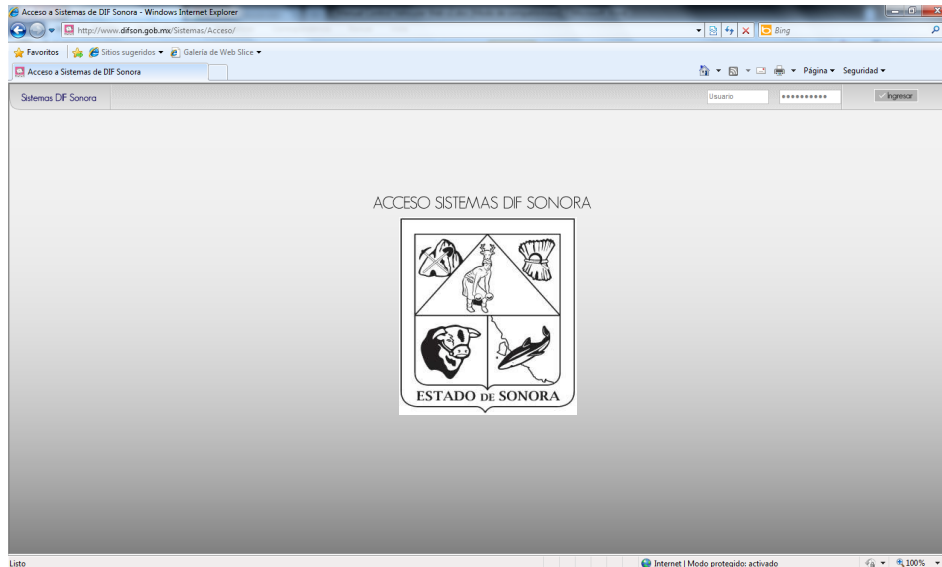 Acceso a Sistemas de DIF Sonora - Windows Internet Explorer
http://www.difson.gob.mx/Sistemas/Acceso/
Bing
Favoritos
Sitios sugeridos
Galería de Web Slice
Acceso a Sistemas de DIF Sonora
Página
Seguridad
Sistemas DIF Sonora
Usuario
••••••••••
Ingresar
ACCESO SISTEMAS DIF SONORA
ESTADO DE SONORA
Listo
Internet | Modo protegido: activado
100%